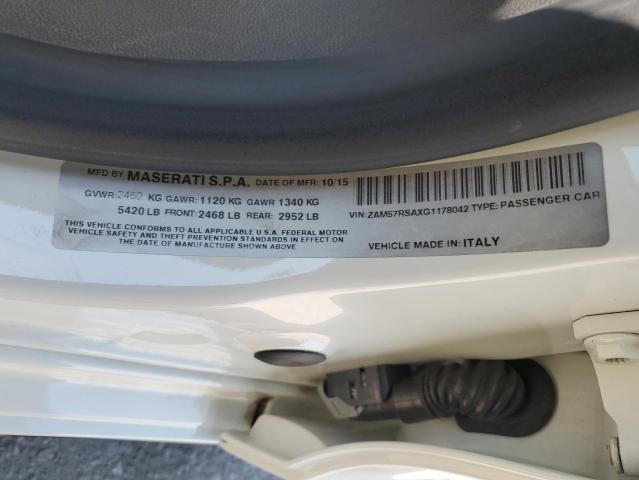 MFD BY MASERATI S.P.A. DATE OF MFR: 10/15
GVWR:2460 KG GAWR: 1120 KG GAWR 1340 KG
5420 LB FRONT: 2468 LB REAR: 2952 LB
THIS VEHICLE CONFORMS TO ALL APPLICABLE U.S.A. FEDERAL MOTOR
VEHICLE SAFETY AND THEFT PREVENTION STANDARDS IN EFFECT ON
THE DATE OF MANUFACTURE SHOWN ABOVE
VIN: ZAM57RSAXG1178042 TYPE: PASSENGER CAR
VEHICLE MADE IN: ITALY